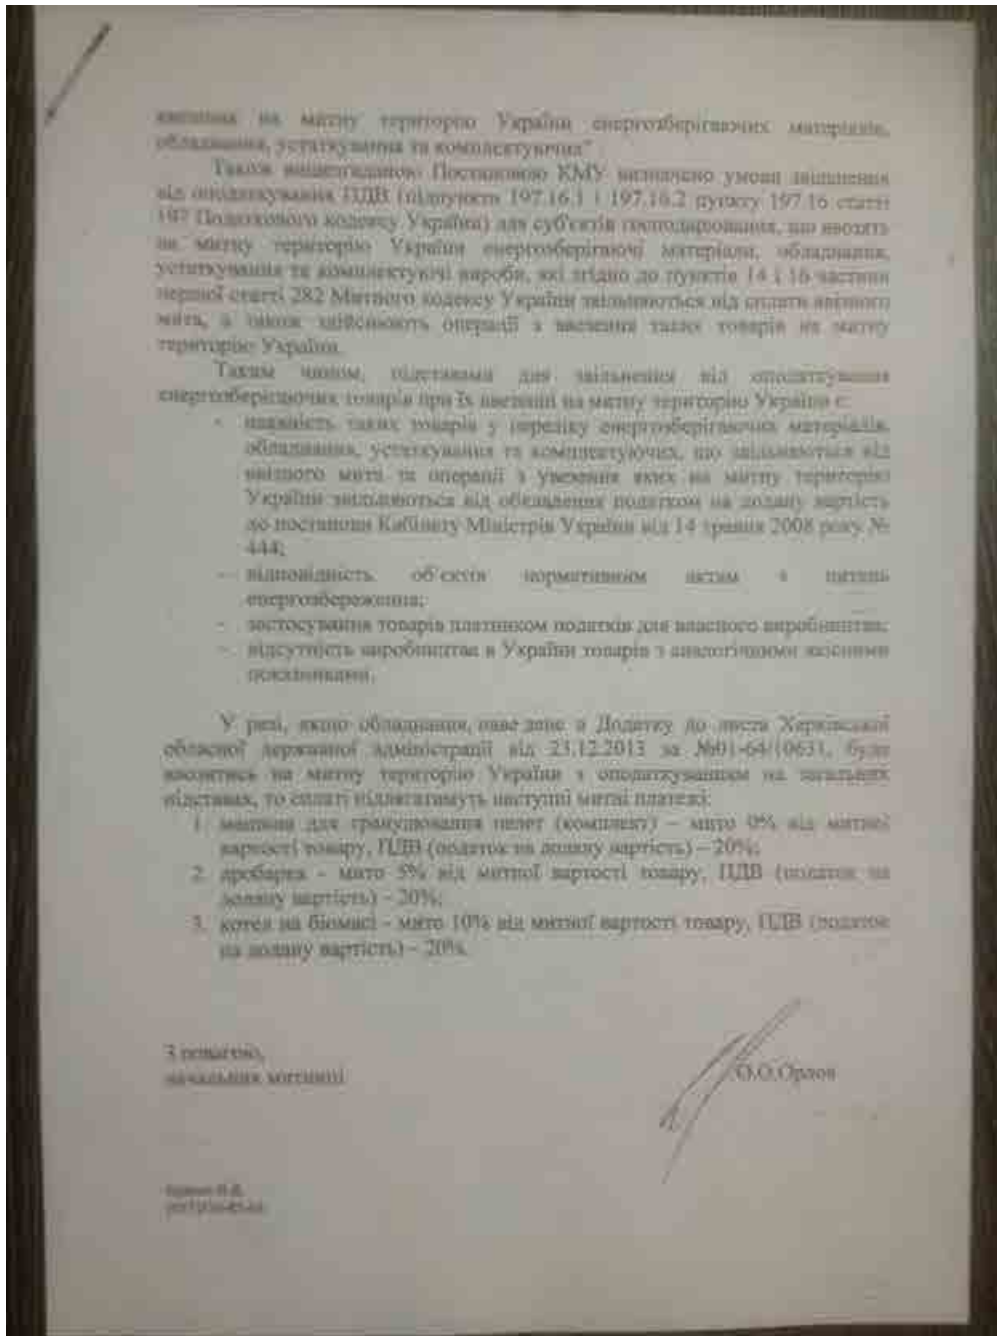 ввезення на митну територію України енергозберігаючих матеріалів,
обладнання, устаткування та комплектуючих"
Також вищезгаданою Постановою КМУ визначено умови звільнення
від оподаткування ПДВ (підпункти 197.16.1 і 197.16.2 пункту 197.16 статті
197 Податкового кодексу України) для суб'єктів господарювання, що ввозять
на митну територію України енергозберігаючі матеріали, обладнання,
устаткування та комплектуючі вироби, які згідно до пунктів 14 і 16 частини
першої статті 282 Митного кодексу України звільняються від сплати ввізного
мита, а також здійснюють операції з ввезення таких товарів на митну
територію України.
Таким чином, підставами для звільнення від оподаткування
енергозберігаючих товарів при їх ввезенні на митну територію України є:
- наявність таких товарів у переліку енергозберігаючих матеріалів,
обладнання, устаткування та комплектуючих, що звільняються від
ввізного мита та операції з увезення яких на митну територію
України звільняються від обкладення податком на додану вартість
до постанови Кабінету Міністрів України від 14 травня 2008 року №
444;
- відповідність об'єктів нормативним актам з питань
енергозбереження;
- застосування товарів платником податків для власного виробництва;
- відсутність виробництва в України товарів з аналогічними якісними
показниками.
У разі, якщо обладнання, наведане в Додатку до листа Харківської
обласної державної адміністрації від 23.12.2013 за №01-64/10631, буде
ввозитись на митну територію України з оподаткуванням на загальних
підставах, то сплаті підлягатимуть наступні митні платежі:
1. машина для гранулювання пелет (комплект) – мито 0% від митної
вартості товару, ПДВ (податок на додану вартість) – 20%;
2. дробарка - мито 5% від митної вартості товару, ПДВ (податок на
додану вартість) – 20%;
3. котел на біомасі - мито 10% від митної вартості товару, ПДВ (податок
на додану вартість) – 20%.
З повагою,
начальник митниці
О.О.Орлов